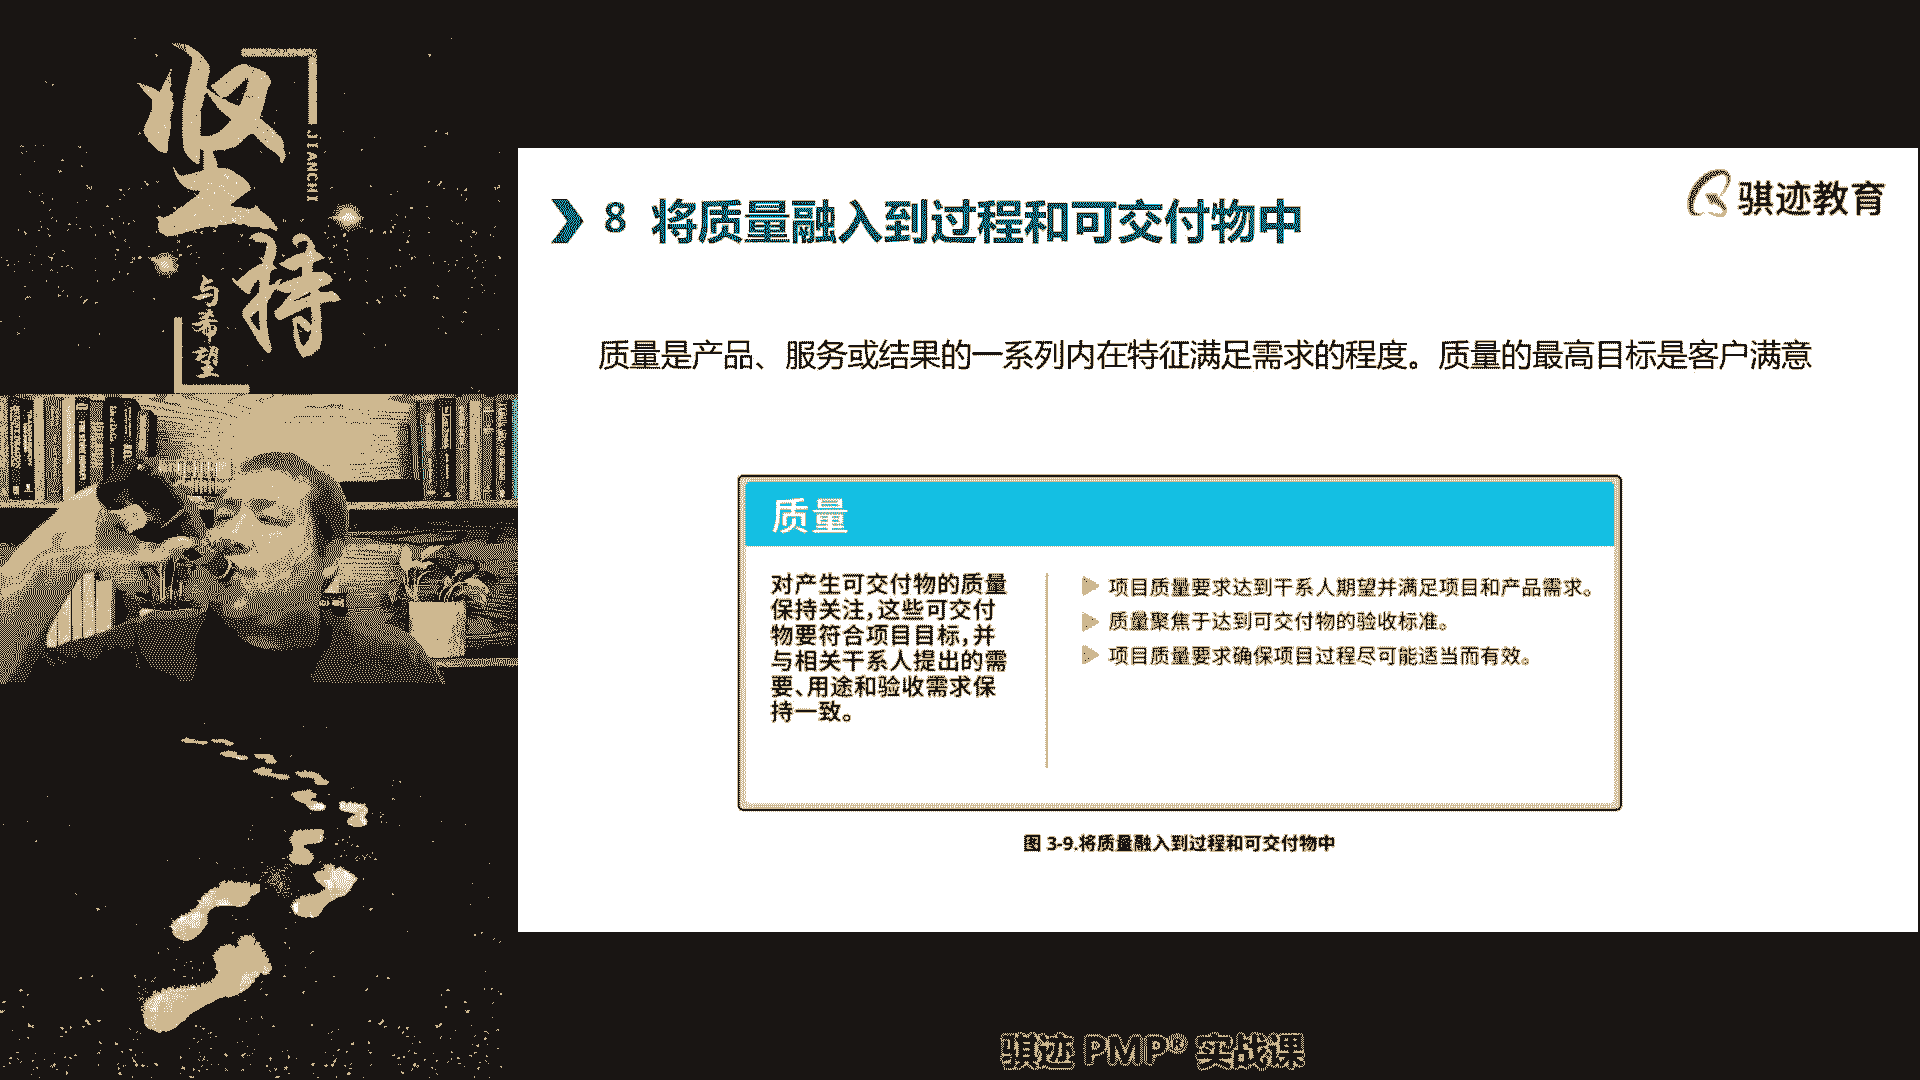 坚持
JIANCHI
与希望
骐迹教育
8 将质量融入到过程和可交付物中
质量是产品、服务或结果的一系列内在特征满足需求的程度。质量的最高目标是客户满意
质量
对产生可交付物的质量
保持关注，这些可交付
物要符合项目目标，并
与相关干系人提出的需
要、用途和验收需求保
持一致。
项目质量要求达到干系人期望并满足项目和产品需求。
质量聚焦于达到可交付物的验收标准。
项目质量要求确保项目过程尽可能适当而有效。
图 3-9.将质量融入到过程和可交付物中
骐迹 PMP® 实战课